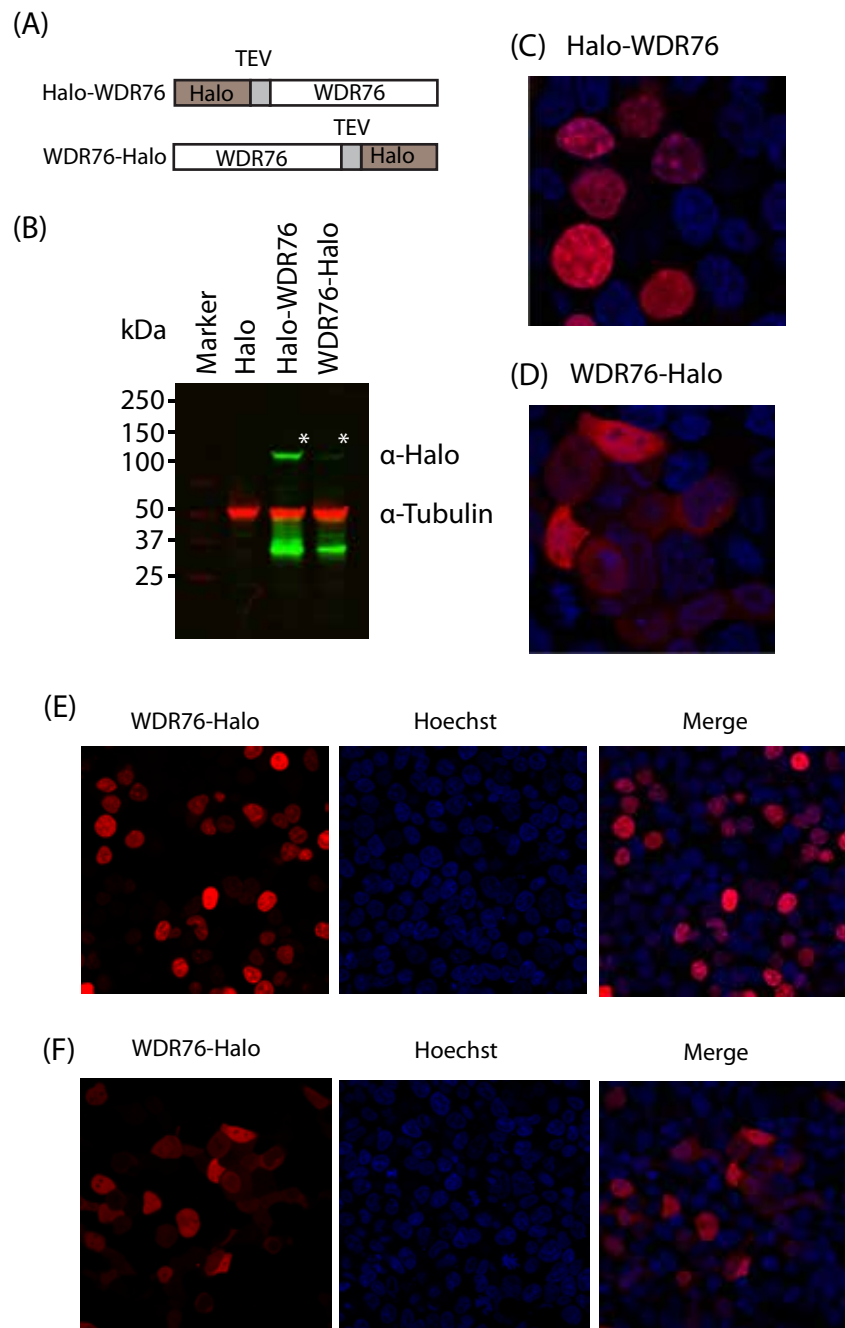 (A)
TEV
Halo-WDR76
Halo
WDR76
TEV
WDR76-Halo
WDR76
Halo
(B)
kDa
Marker
Halo
Halo-WDR76
WDR76-Halo
250
150
100
50
37
25
*
*
α-Halo
α-Tubulin
(C) Halo-WDR76
(D) WDR76-Halo
(E)
WDR76-Halo
Hoechst
Merge
(F)
WDR76-Halo
Hoechst
Merge